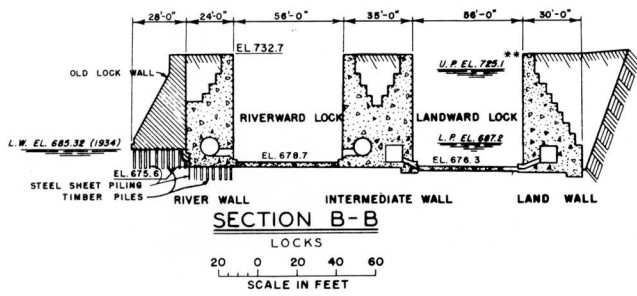 28'-0" 24'-0" 56'-0" 35'-0" 56'-0" 30'-0"
EL.732.7
U.P. EL. 725.1
**
OLD LOCK WALL
RIVERWARD LOCK
LANDWARD LOCK
L.W. EL. 685.32 (1934)
L.P. EL. 687.2
EL.678.7
EL. 676.3
EL.675.6
STEEL SHEET PILING
TIMBER PILES
RIVER WALL
INTERMEDIATE WALL
LAND WALL
SECTION B-B
LOCKS
20 0 20 40 60
SCALE IN FEET